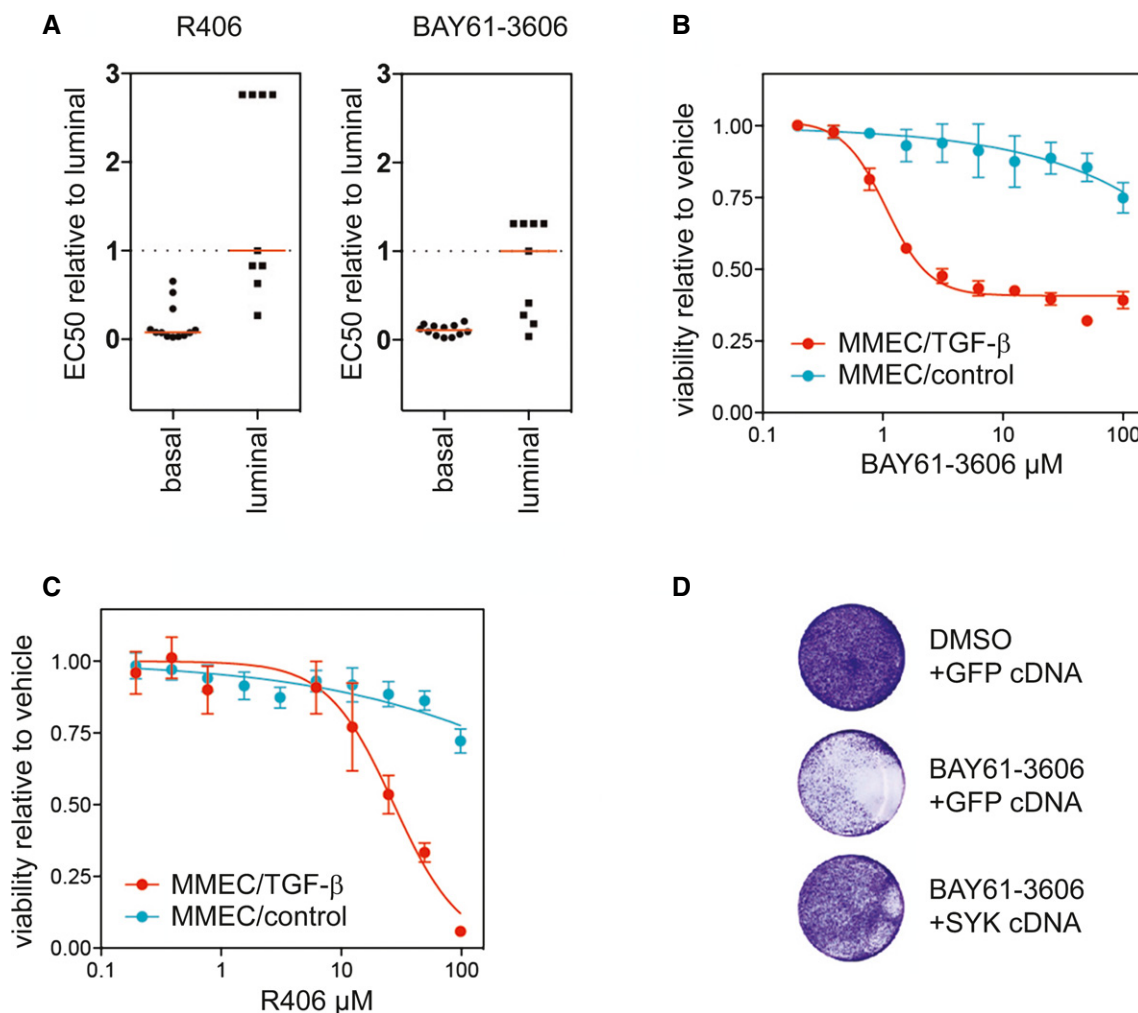 A
R406
BAY61-3606
EC50 relative to luminal
3
2
1
0
basal
luminal
EC50 relative to luminal
3
2
1
0
basal
luminal
B
viability relative to vehicle
1.00
0.75
0.50
0.25
0.00
MMEC/TGF-β
MMEC/control
0.1
1
10
100
BAY61-3606 µM
C
viability relative to vehicle
1.00
0.75
0.50
0.25
0.00
MMEC/TGF-β
MMEC/control
0.1
1
10
100
R406 µM
D
DMSO
+GFP cDNA
BAY61-3606
+GFP cDNA
BAY61-3606
+SYK cDNA